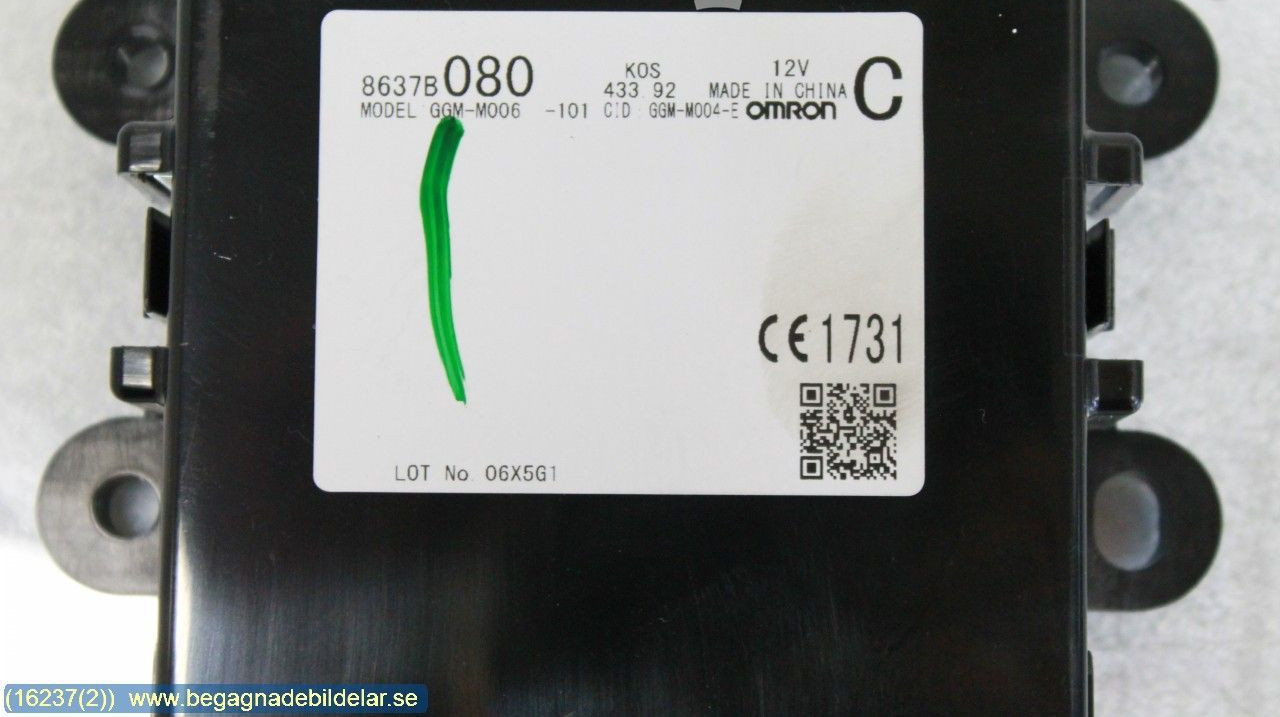 8637B080 KOS 12V C
433 92 MADE IN CHINA
MODEL GGM-M006 -101 CID GGM-M004-E OMRON
CE 1731
LOT No 06X5G1
(16237(2)) www.begagnadebildelar.se